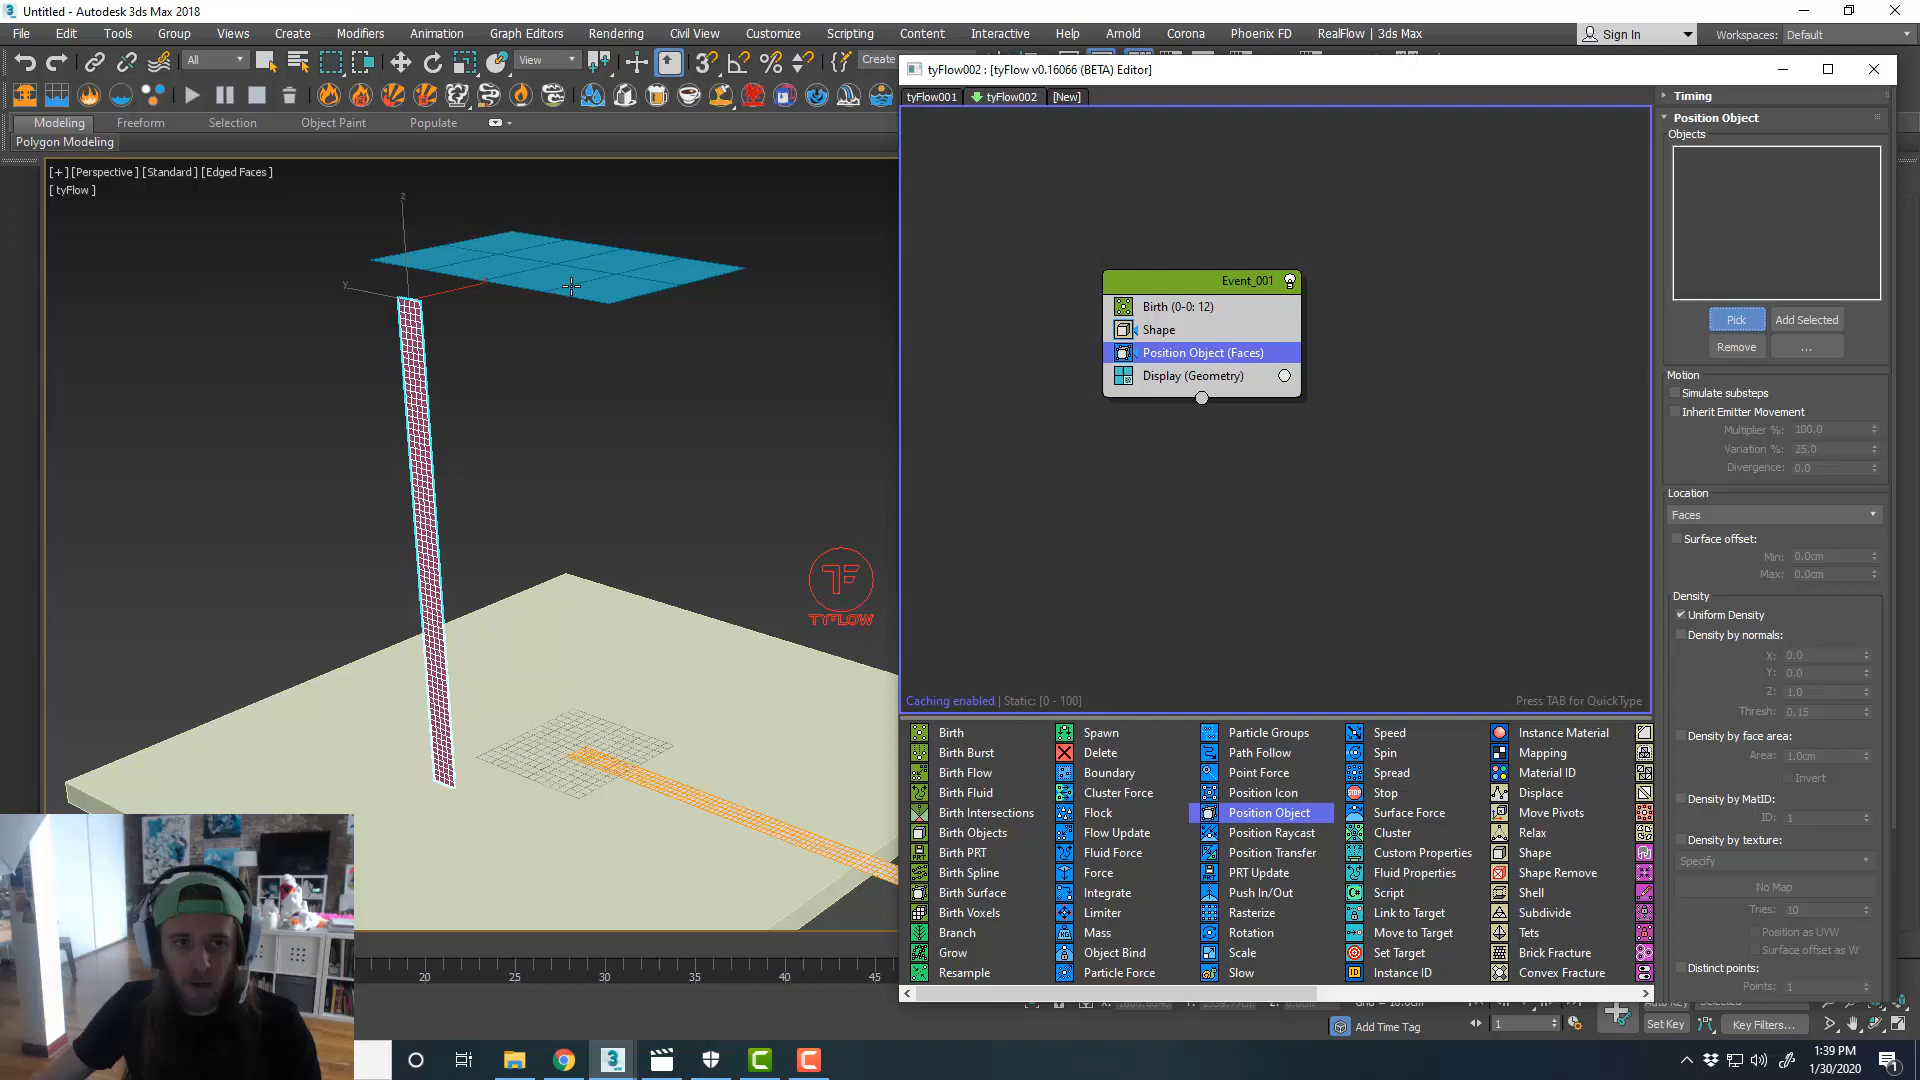 Untitled - Autodesk 3ds Max 2018
File Edit Tools Group Views Create Modifiers Animation Graph Editors Rendering Civil View Customize Scripting Content Interactive Help Arnold Corona Phoenix FD RealFlow | 3ds Max Sign In Workspaces: Default
All View Create
tyFlow002 : [tyFlow v0.16066 (BETA) Editor]
tyFlow001 tyFlow002 [New]
Modeling Freeform Selection Object Paint Populate
Polygon Modeling
[+] [Perspective] [Standard] [Edged Faces]
[ tyFlow ]
z
y
TYFLOW
Event_001
Birth (0-0: 12)
Shape
Position Object (Faces)
Display (Geometry)
Caching enabled | Static: [0 - 100]
Press TAB for QuickType
Timing
Position Object
Objects
Pick Add Selected
Remove ...
Motion
Simulate substeps
Inherit Emitter Movement
Multiplier %: 100.0
Variation %: 25.0
Divergence: 0.0
Location
Faces
Surface offset:
Min: 0.0cm
Max: 0.0cm
Density
Uniform Density
Density by normals:
X: 0.0
Y: 0.0
Z: 1.0
Thresh: 0.15
Density by face area:
Area: 1.0cm
Invert
Density by MatID:
ID: 1
Density by texture:
Specify
No Map
Tries: 10
Position as UVW
Surface offset as W
Distinct points:
Points: 1
Birth Spawn Particle Groups Speed Instance Material
Birth Burst Delete Path Follow Spin Mapping
Birth Flow Boundary Point Force Spread Material ID
Birth Fluid Cluster Force Position Icon Stop Displace
Birth Intersections Flock Position Object Surface Force Move Pivots
Birth Objects Flow Update Position Raycast Cluster Relax
Birth PRT Fluid Force Position Transfer Custom Properties Shape
Birth Spline Force PRT Update Fluid Properties Shape Remove
Birth Surface Integrate Push In/Out Script Shell
Birth Voxels Limiter Rasterize Link to Target Subdivide
Branch Mass Rotation Move to Target Tets
Grow Object Bind Scale Set Target Brick Fracture
Resample Particle Force Slow Instance ID Convex Fracture
20 25 30 35 40 45
Add Time Tag
1
Set Key Key Filters...
1:39 PM
1/30/2020